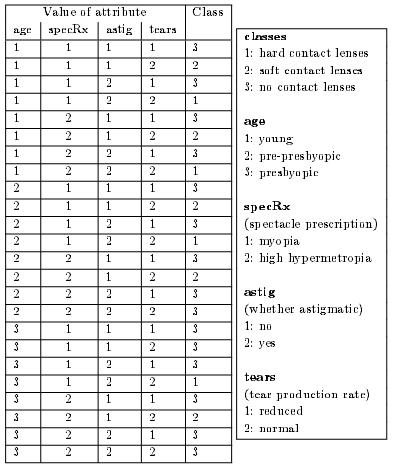 Value of attribute Class
age specRx astig tears
1 1 1 1 3
1 1 1 2 2
1 1 2 1 3
1 1 2 2 1
1 2 1 1 3
1 2 1 2 2
1 2 2 1 3
1 2 2 2 1
2 1 1 1 3
2 1 1 2 2
2 1 2 1 3
2 1 2 2 1
2 2 1 1 3
2 2 1 2 2
2 2 2 1 3
2 2 2 2 3
3 1 1 1 3
3 1 1 2 3
3 1 2 1 3
3 1 2 2 1
3 2 1 1 3
3 2 1 2 2
3 2 2 1 3
3 2 2 2 3
classes
1: hard contact lenses
2: soft contact lenses
3: no contact lenses
age
1: young
2: pre-presbyopic
3: presbyopic
specRx
(spectacle prescription)
1: myopia
2: high hypermetropia
astig
(whether astigmatic)
1: no
2: yes
tears
(tear production rate)
1: reduced
2: normal